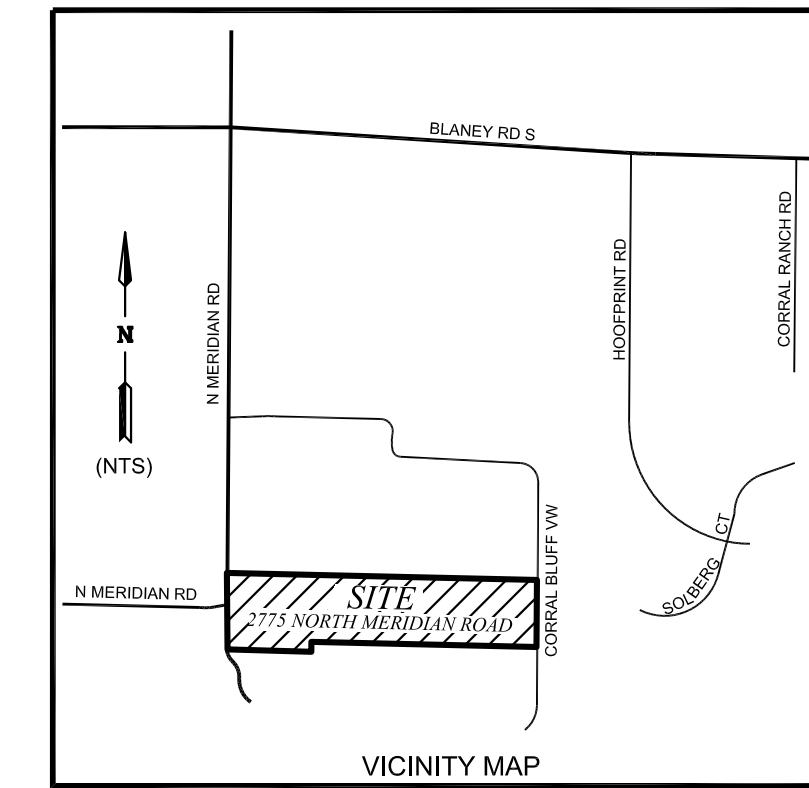 BLANEY RD S
CORRAL RANCH RD
HOOFPRINT RD
N MERIDIAN RD
N
(NTS)
CORRAL BLUFF VW
SOLBERG CT
N MERIDIAN RD
SITE
2775 NORTH MERIDIAN ROAD
VICINITY MAP